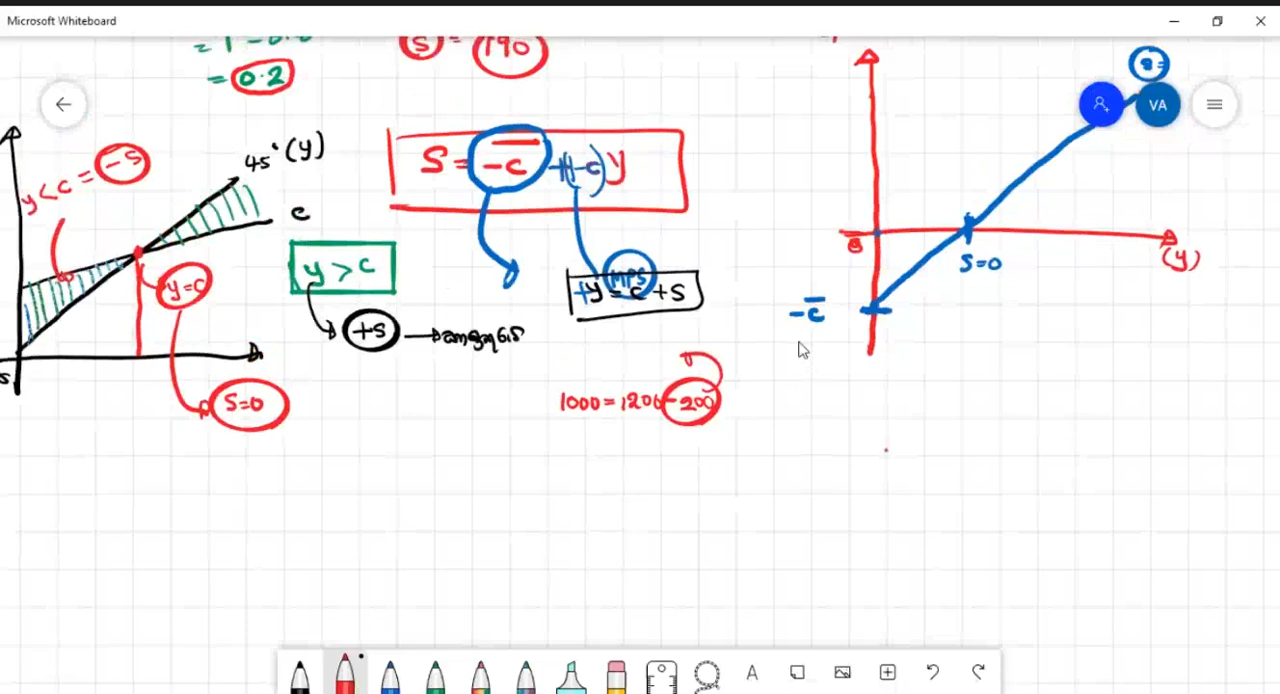 Microsoft Whiteboard
= 0.2
S = 190
45° (y)
y < c = -s
c
y = c
S=0
S = -c̄ +(1-c) y
y > c
+s
MPS
+y = c + s
1000 = 1200 - 200
VA
S=0
(y)
-c̄
A